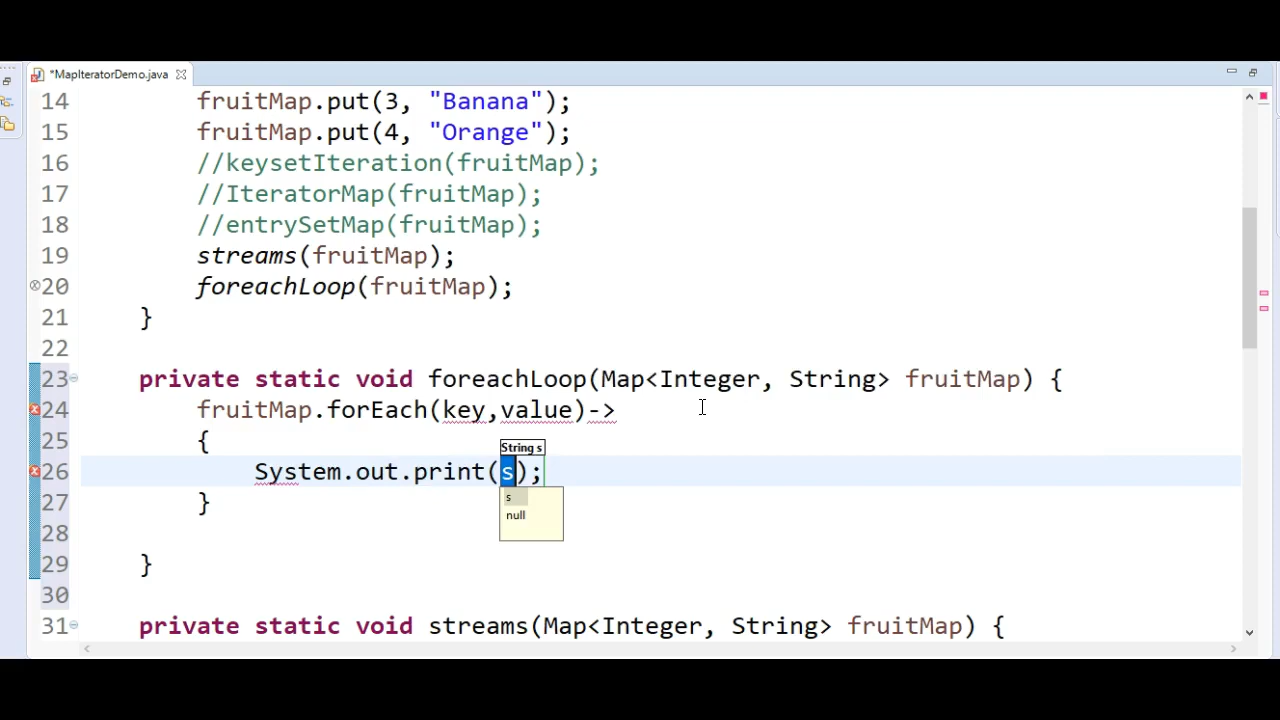 *MapIteratorDemo.java
14 fruitMap.put(3, "Banana");
15 fruitMap.put(4, "Orange");
16 //keysetIteration(fruitMap);
17 //IteratorMap(fruitMap);
18 //entrySetMap(fruitMap);
19 streams(fruitMap);
20 foreachLoop(fruitMap);
21 }
22
23 private static void foreachLoop(Map<Integer, String> fruitMap) {
24 fruitMap.forEach(key,value)->
25 {
String s
26 System.out.print(s);
s
27 }
null
28
29 }
30
31 private static void streams(Map<Integer, String> fruitMap) {